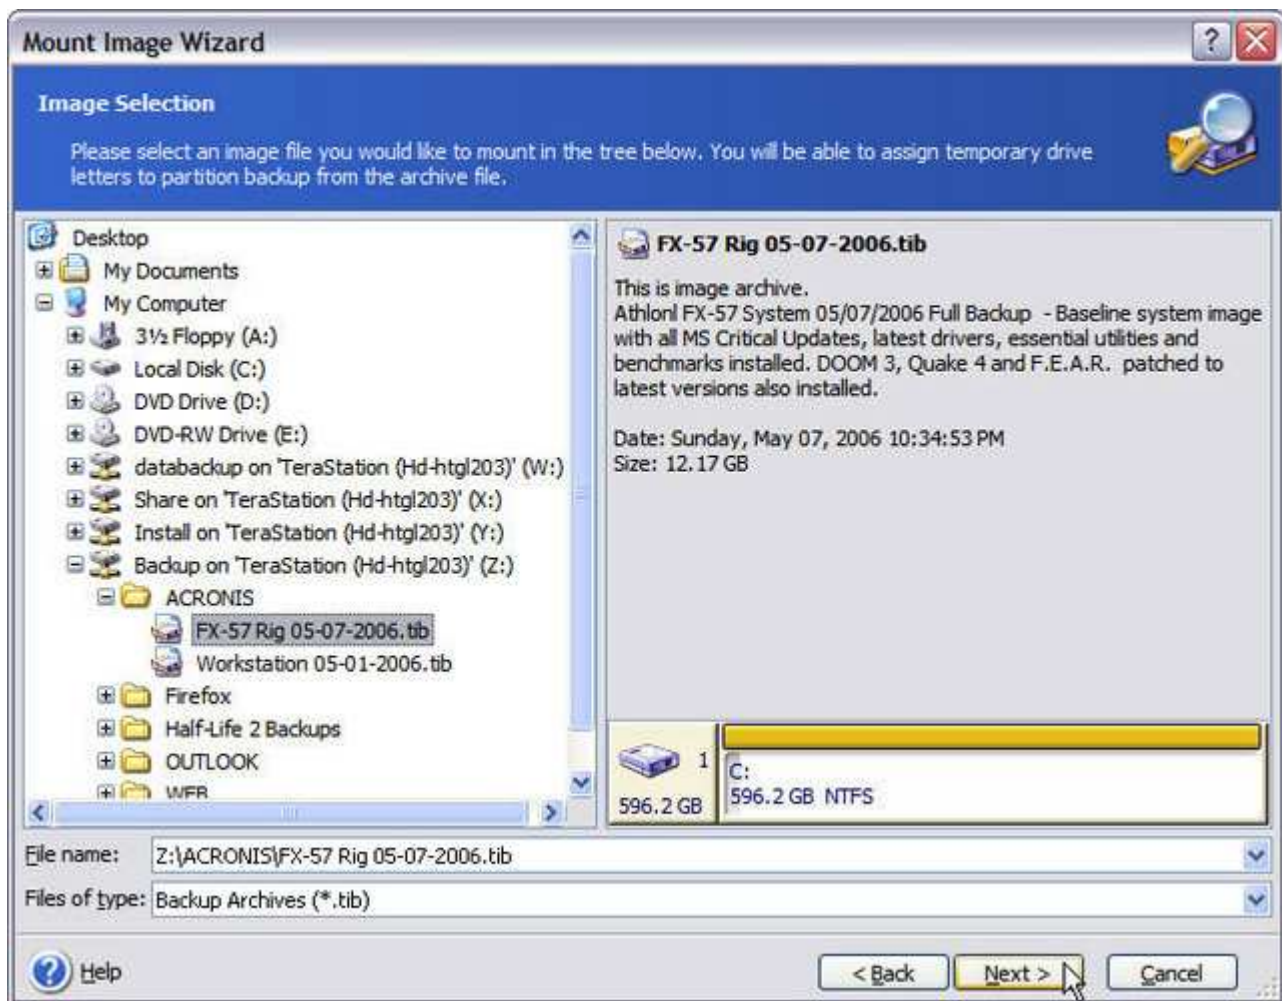 Mount Image Wizard
Image Selection
Please select an image file you would like to mount in the tree below. You will be able to assign temporary drive
letters to partition backup from the archive file.
Desktop
My Documents
My Computer
3½ Floppy (A:)
Local Disk (C:)
DVD Drive (D:)
DVD-RW Drive (E:)
databackup on 'TeraStation (Hd-htgl203)' (W:)
Share on 'TeraStation (Hd-htgl203)' (X:)
Install on 'TeraStation (Hd-htgl203)' (Y:)
Backup on 'TeraStation (Hd-htgl203)' (Z:)
ACRONIS
FX-57 Rig 05-07-2006.tib
Workstation 05-01-2006.tib
Firefox
Half-Life 2 Backups
OUTLOOK
WEB
FX-57 Rig 05-07-2006.tib
This is image archive.
Athlonl FX-57 System 05/07/2006 Full Backup - Baseline system image
with all MS Critical Updates, latest drivers, essential utilities and
benchmarks installed. DOOM 3, Quake 4 and F.E.A.R. patched to
latest versions also installed.
Date: Sunday, May 07, 2006 10:34:53 PM
Size: 12.17 GB
1
596.2 GB
C:
596.2 GB NTFS
File name: Z:\ACRONIS\FX-57 Rig 05-07-2006.tib
Files of type: Backup Archives (*.tib)
Help
< Back
Next >
Cancel